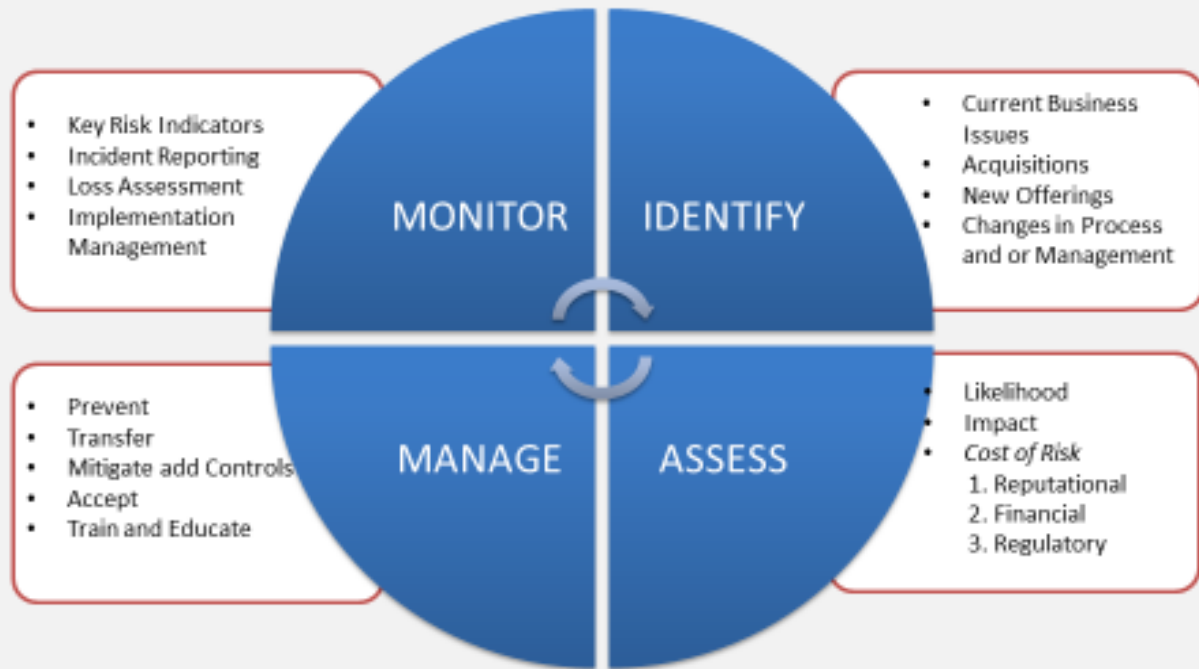 MONITOR
IDENTIFY
MANAGE
ASSESS
• Key Risk Indicators
• Incident Reporting
• Loss Assessment
• Implementation
Management
• Current Business
Issues
• Acquisitions
• New Offerings
• Changes in Process
and or Management
• Prevent
• Transfer
• Mitigate add Controls
• Accept
• Train and Educate
• Likelihood
• Impact
• Cost of Risk
1. Reputational
2. Financial
3. Regulatory